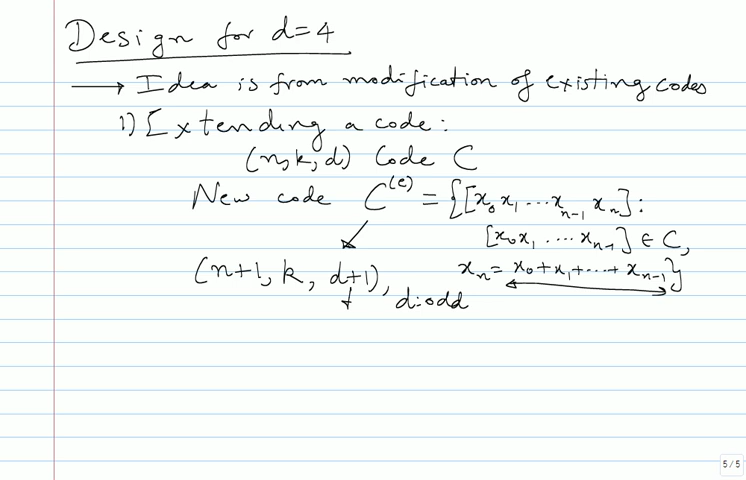 Design for d=4
→ Idea is from modification of existing codes
1) Extending a code:
(n,k,d) Code C
New code C^(e) = {[x_0 x_1 ... x_{n-1} x_n]:
[x_0 x_1 ... x_{n-1}] ∈ C,
(n+1, k, d+1), x_n = x_0+x_1+...+x_{n-1}}
d:odd
5/5